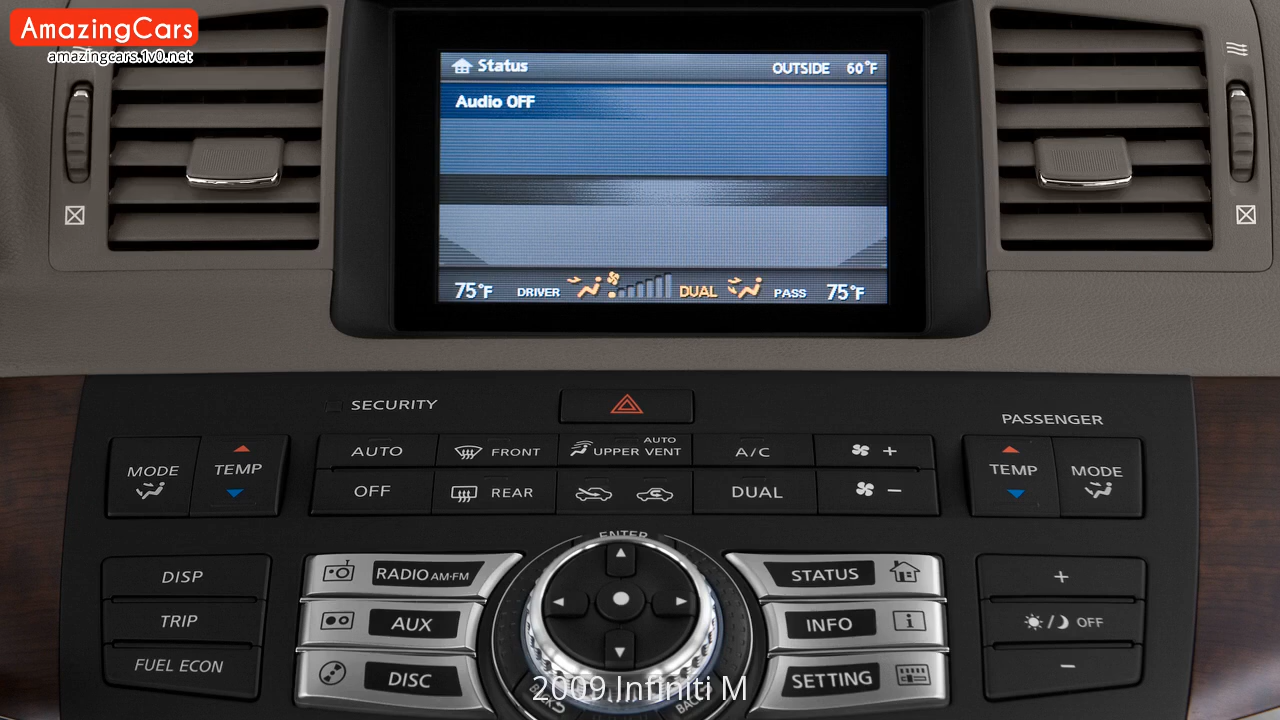 AmazingCars
amazingcars.1v0.net
Status
OUTSIDE 60°F
Audio OFF
75°F DRIVER DUAL PASS 75°F
SECURITY
PASSENGER
MODE
TEMP
AUTO
FRONT
AUTO
UPPER VENT
A/C
+
TEMP
MODE
OFF
REAR
DUAL
−
ENTER
DISP
RADIO AM·FM
STATUS
+
TRIP
AUX
INFO
/ OFF
FUEL ECON
DISC
SETTING
−
BACK
BACK
2009 Infiniti M